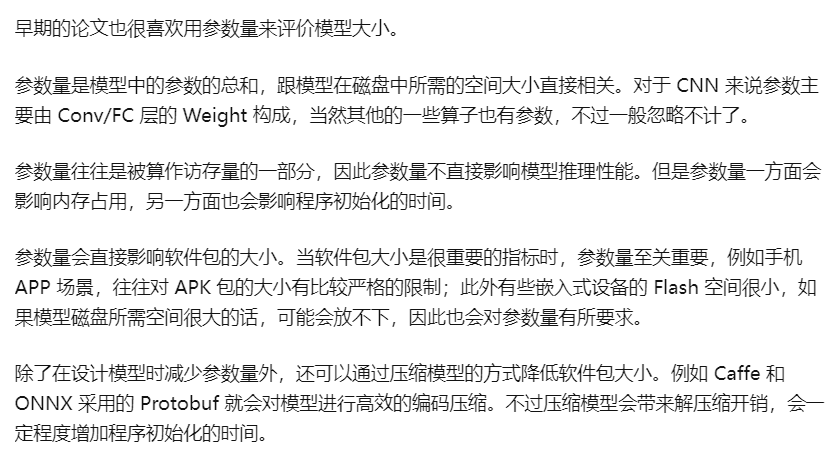 早期的论文也很喜欢用参数量来评价模型大小。
参数量是模型中的参数的总和，跟模型在磁盘中所需的空间大小直接相关。对于 CNN 来说参数主
要由 Conv/FC 层的 Weight 构成，当然其他的一些算子也有参数，不过一般忽略不计了。
参数量往往是被算作访存量的一部分，因此参数量不直接影响模型推理性能。但是参数量一方面会
影响内存占用，另一方面也会影响程序初始化的时间。
参数量会直接影响软件包的大小。当软件包大小是很重要的指标时，参数量至关重要，例如手机
APP 场景，往往对 APK 包的大小有比较严格的限制；此外有些嵌入式设备的 Flash 空间很小，如
果模型磁盘所需空间很大的话，可能会放不下，因此也会对参数量有所要求。
除了在设计模型时减少参数量外，还可以通过压缩模型的方式降低软件包大小。例如 Caffe 和
ONNX 采用的 Protobuf 就会对模型进行高效的编码压缩。不过压缩模型会带来解压缩开销，会一
定程度增加程序初始化的时间。